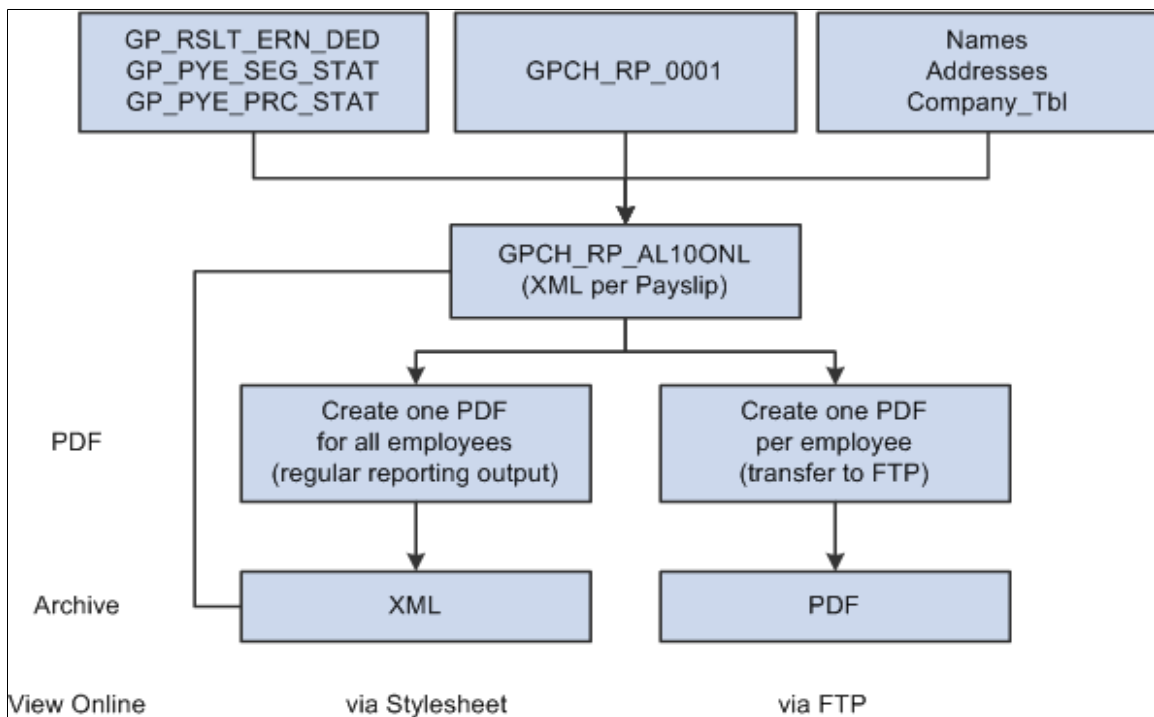 GP_RSLT_ERN_DED
GP_PYE_SEG_STAT
GP_PYE_PRC_STAT
GPCH_RP_0001
Names
Addresses
Company_Tbl
GPCH_RP_AL10ONL
(XML per Payslip)
PDF
Create one PDF
for all employees
(regular reporting output)
Create one PDF
per employee
(transfer to FTP)
Archive
XML
PDF
View Online
via Stylesheet
via FTP